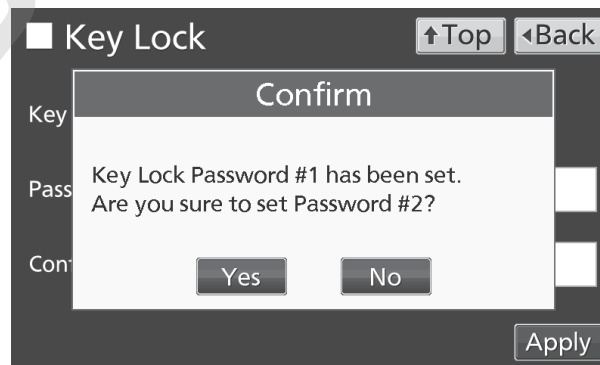 Key Lock
Top
Back
Confirm
Key
Key Lock Password #1 has been set.
Pass
Are you sure to set Password #2?
Yes
No
Apply